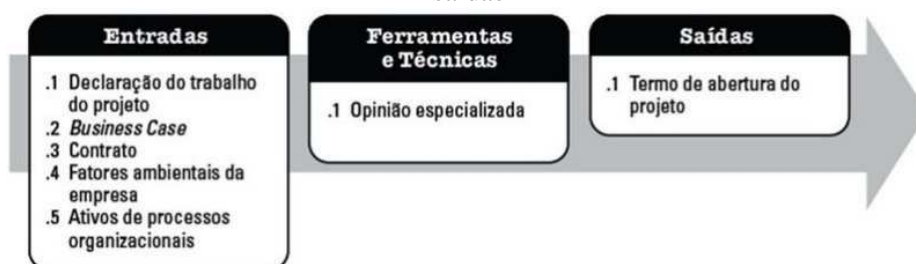 Entradas
.1 Declaração do trabalho
do projeto
.2 Business Case
.3 Contrato
.4 Fatores ambientais da
empresa
.5 Ativos de processos
organizacionais
Ferramentas
e Técnicas
.1 Opinião especializada
Saídas
.1 Termo de abertura do
projeto